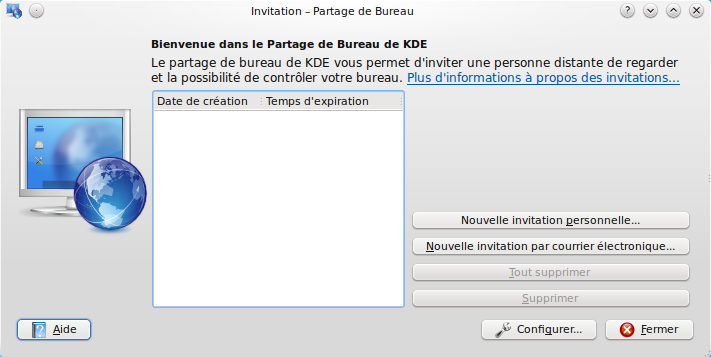 Invitation – Partage de Bureau
Bienvenue dans le Partage de Bureau de KDE
Le partage de bureau de KDE vous permet d'inviter une personne distante de regarder
et la possibilité de contrôler votre bureau. Plus d'informations à propos des invitations...
Date de création Temps d'expiration
Nouvelle invitation personnelle...
Nouvelle invitation par courrier électronique...
Tout supprimer
Supprimer
Aide Configurer... Fermer